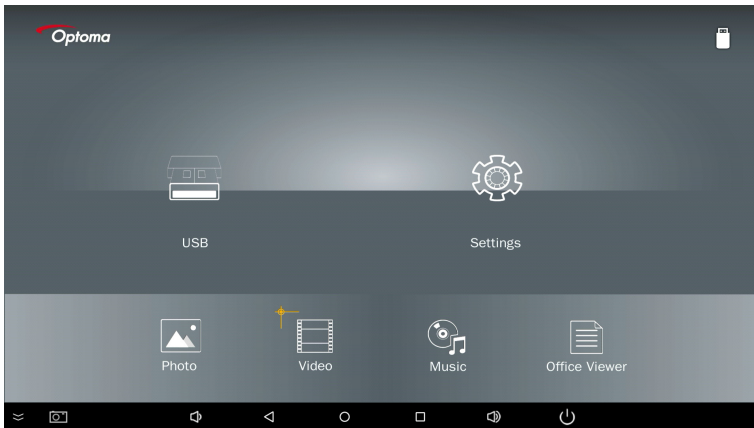 Optoma
USB
Settings
Photo
Video
Music
Office Viewer